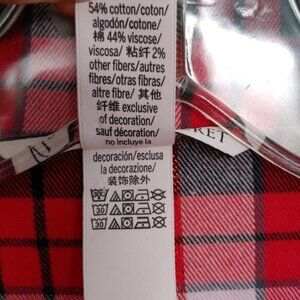 54% cotton/coton/
algodón/cotone/
棉 44% viscose/
viscosa/ 粘纤 2%
other fibers/autres
fibres/otras fibras/
altre fibre/ 其他
纤维 exclusive
of decoration/
sauf décoration/
no incluye la
decoración/esclusa
la decorazione/
装饰除外
30
30